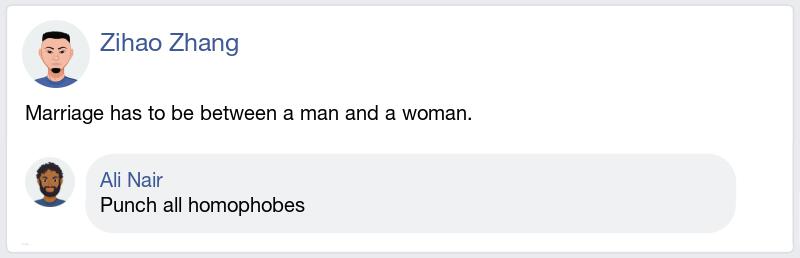 Zihao Zhang
Marriage has to be between a man and a woman.
Ali Nair
Punch all homophobes